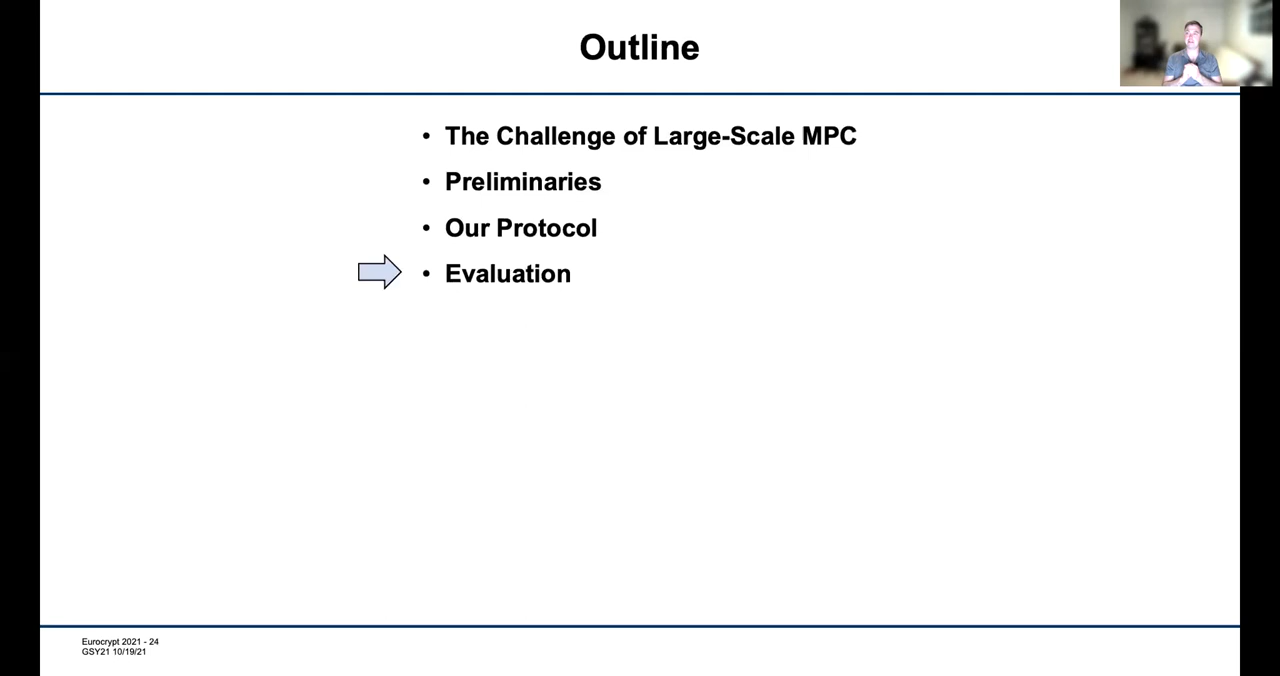 Outline
• The Challenge of Large-Scale MPC
• Preliminaries
• Our Protocol
• Evaluation
Eurocrypt 2021 - 24
GSY21 10/19/21